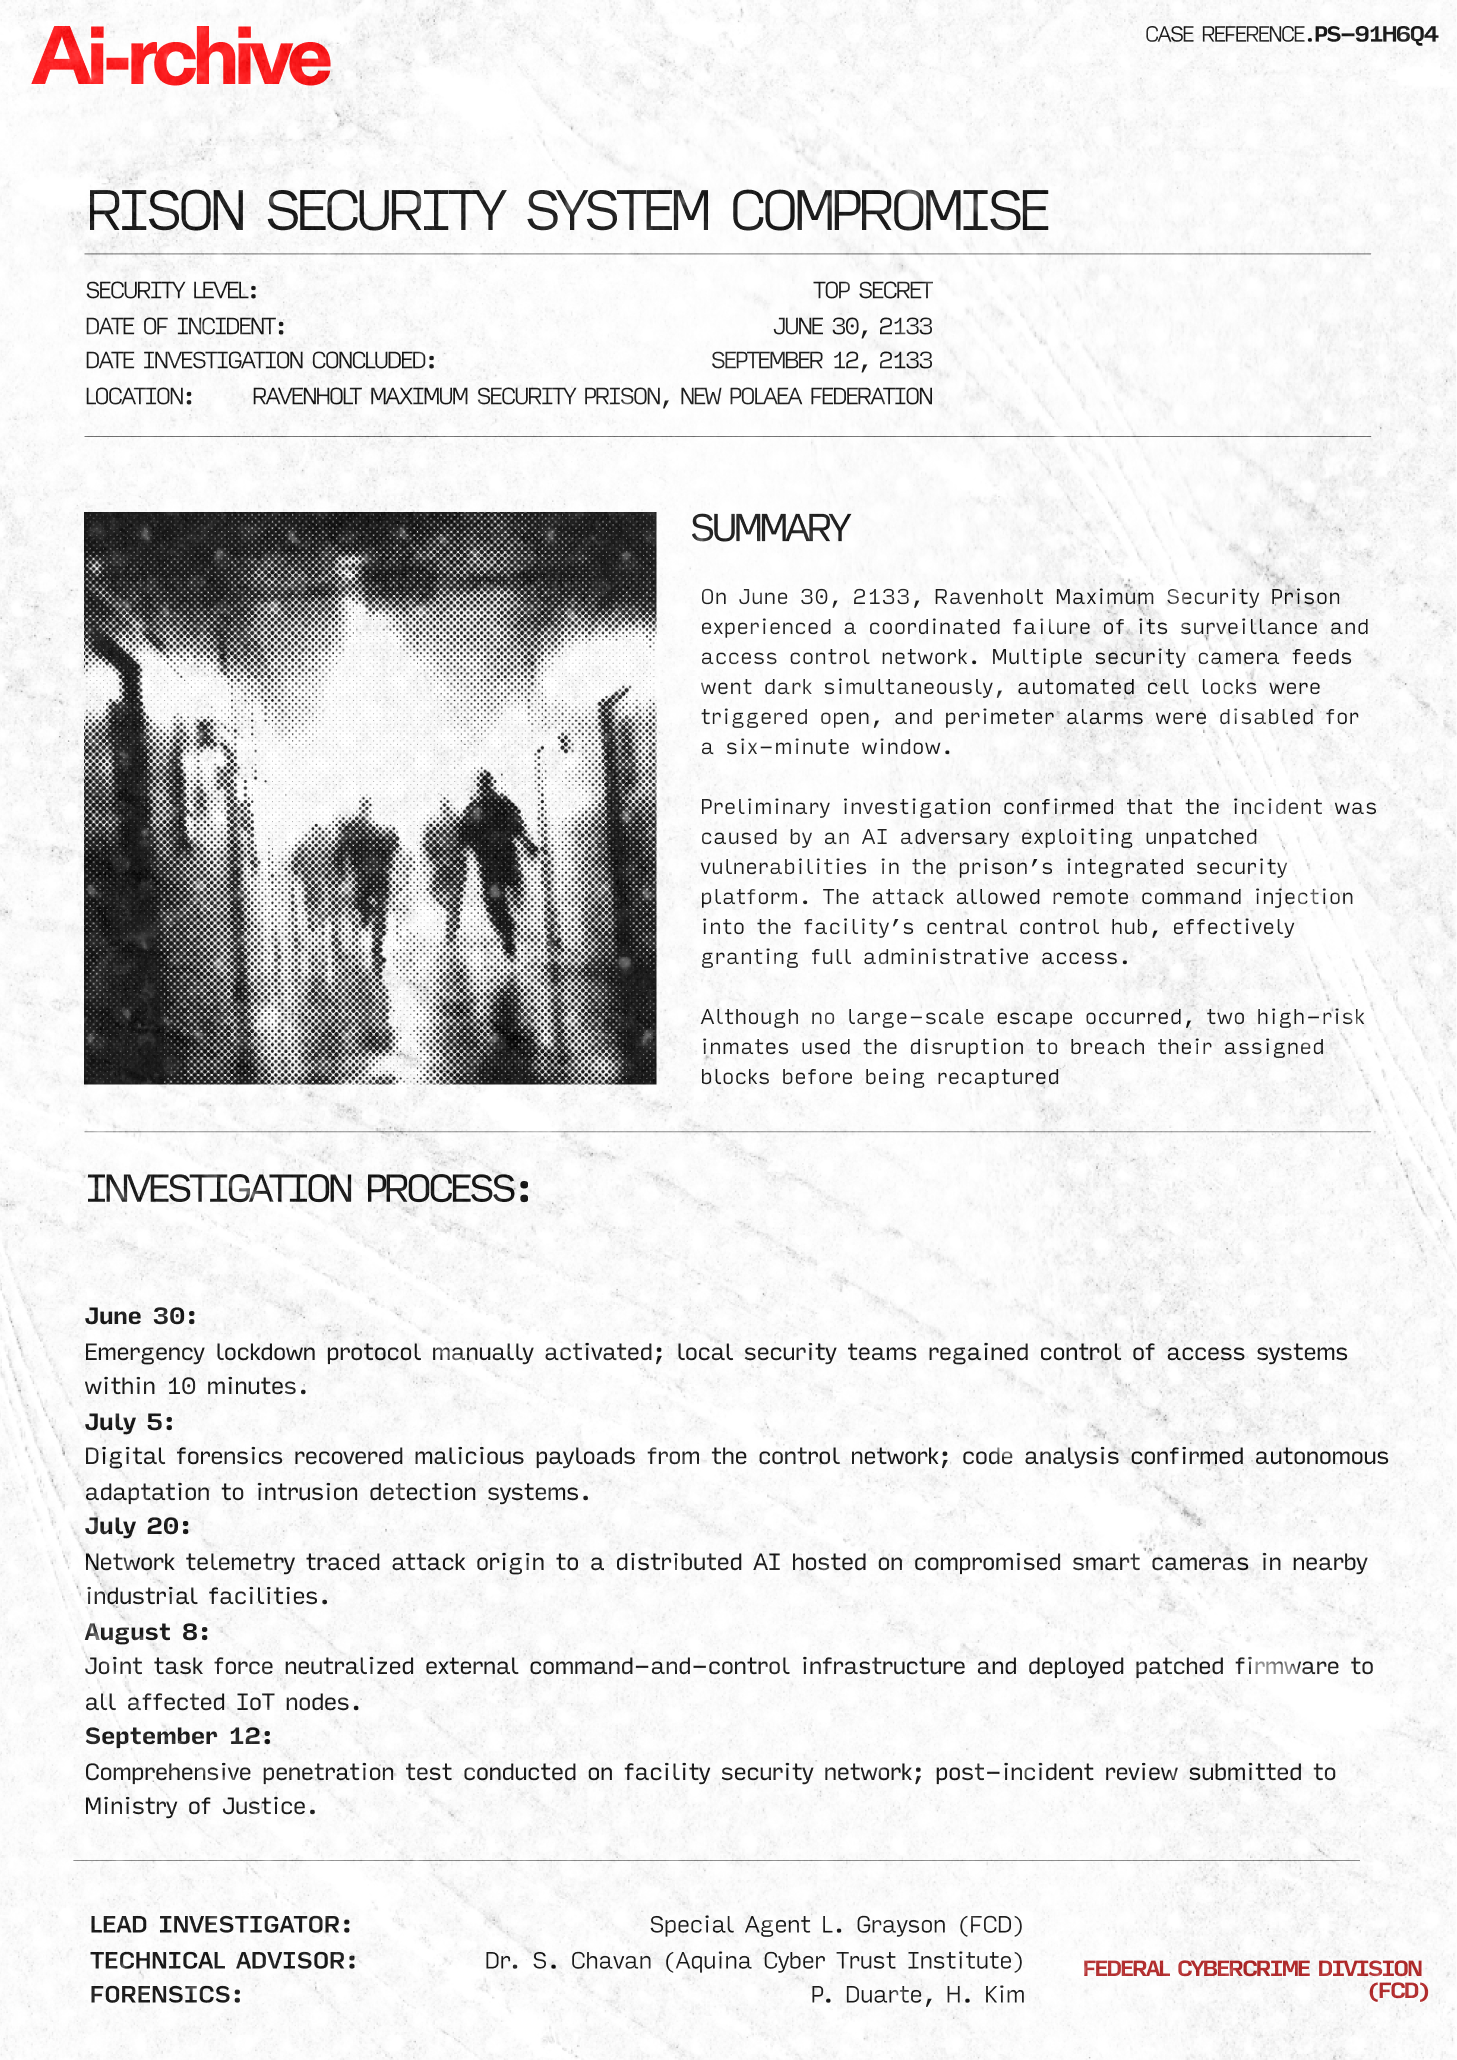 Ai-rchive
CASE REFERENCE.PS-91H6Q4
RISON SECURITY SYSTEM COMPROMISE
SECURITY LEVEL: TOP SECRET
DATE OF INCIDENT: JUNE 30, 2133
DATE INVESTIGATION CONCLUDED: SEPTEMBER 12, 2133
LOCATION: RAVENHOLT MAXIMUM SECURITY PRISON, NEW POLAEA FEDERATION
SUMMARY
On June 30, 2133, Ravenholt Maximum Security Prison
experienced a coordinated failure of its surveillance and
access control network. Multiple security camera feeds
went dark simultaneously, automated cell locks were
triggered open, and perimeter alarms were disabled for
a six-minute window.
Preliminary investigation confirmed that the incident was
caused by an AI adversary exploiting unpatched
vulnerabilities in the prison's integrated security
platform. The attack allowed remote command injection
into the facility's central control hub, effectively
granting full administrative access.
Although no large-scale escape occurred, two high-risk
inmates used the disruption to breach their assigned
blocks before being recaptured
INVESTIGATION PROCESS:
June 30:
Emergency lockdown protocol manually activated; local security teams regained control of access systems
within 10 minutes.
July 5:
Digital forensics recovered malicious payloads from the control network; code analysis confirmed autonomous
adaptation to intrusion detection systems.
July 20:
Network telemetry traced attack origin to a distributed AI hosted on compromised smart cameras in nearby
industrial facilities.
August 8:
Joint task force neutralized external command-and-control infrastructure and deployed patched firmware to
all affected IoT nodes.
September 12:
Comprehensive penetration test conducted on facility security network; post-incident review submitted to
Ministry of Justice.
LEAD INVESTIGATOR: Special Agent L. Grayson (FCD)
TECHNICAL ADVISOR: Dr. S. Chavan (Aquina Cyber Trust Institute)
FORENSICS: P. Duarte, H. Kim
FEDERAL CYBERCRIME DIVISION
(FCD)